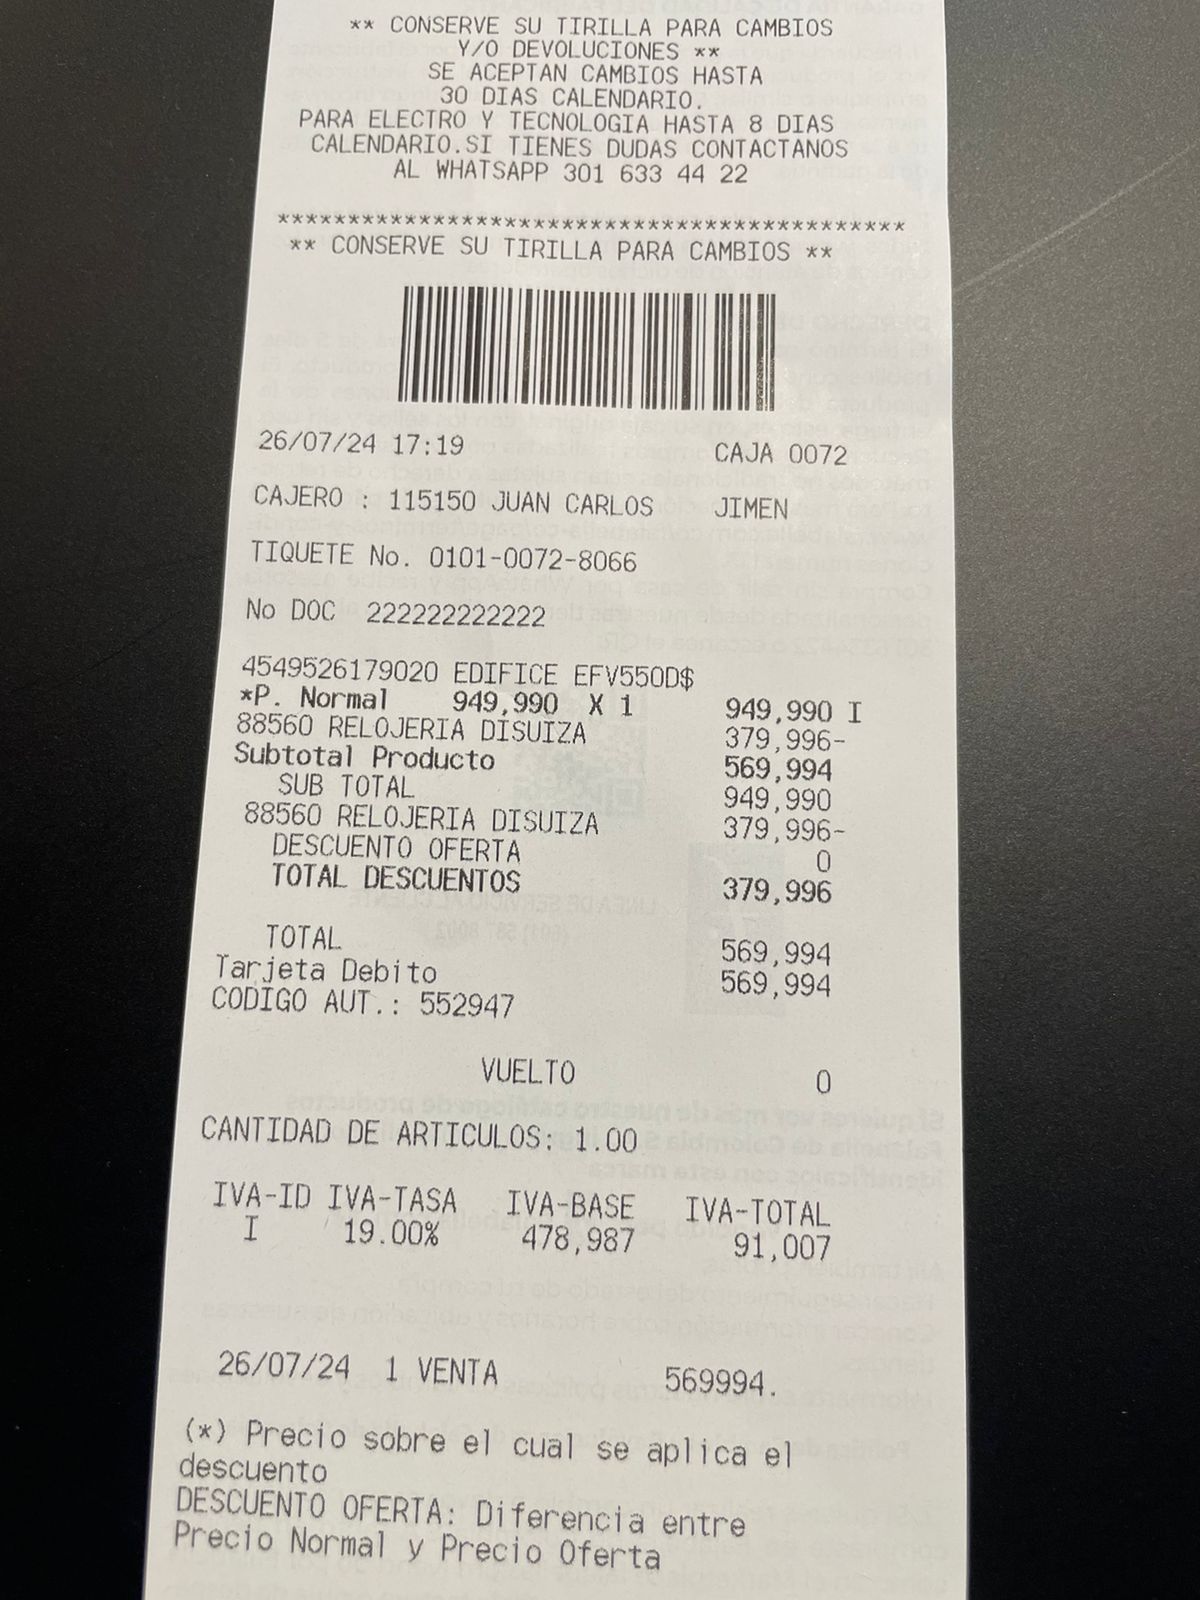 ** CONSERVE SU TIRILLA PARA CAMBIOS
Y/O DEVOLUCIONES **
SE ACEPTAN CAMBIOS HASTA
30 DIAS CALENDARIO.
PARA ELECTRO Y TECNOLOGIA HASTA 8 DIAS
CALENDARIO.SI TIENES DUDAS CONTACTANOS
AL WHATSAPP 301 633 44 22
********************************************
** CONSERVE SU TIRILLA PARA CAMBIOS **
26/07/24 17:19 CAJA 0072
CAJERO : 115150 JUAN CARLOS JIMEN
TIQUETE No. 0101-0072-8066
No DOC 222222222222
4549526179020 EDIFICE EFV550D$
*P. Normal 949,990 X 1 949,990 I
88560 RELOJERIA DISUIZA 379,996-
Subtotal Producto 569,994
SUB TOTAL 949,990
88560 RELOJERIA DISUIZA 379,996-
DESCUENTO OFERTA 0
TOTAL DESCUENTOS 379,996
TOTAL 569,994
Tarjeta Debito 569,994
CODIGO AUT.: 552947
VUELTO 0
CANTIDAD DE ARTICULOS: 1.00
IVA-ID IVA-TASA IVA-BASE IVA-TOTAL
I 19.00% 478,987 91,007
26/07/24 1 VENTA 569994.
(*) Precio sobre el cual se aplica el
descuento
DESCUENTO OFERTA: Diferencia entre
Precio Normal y Precio Oferta